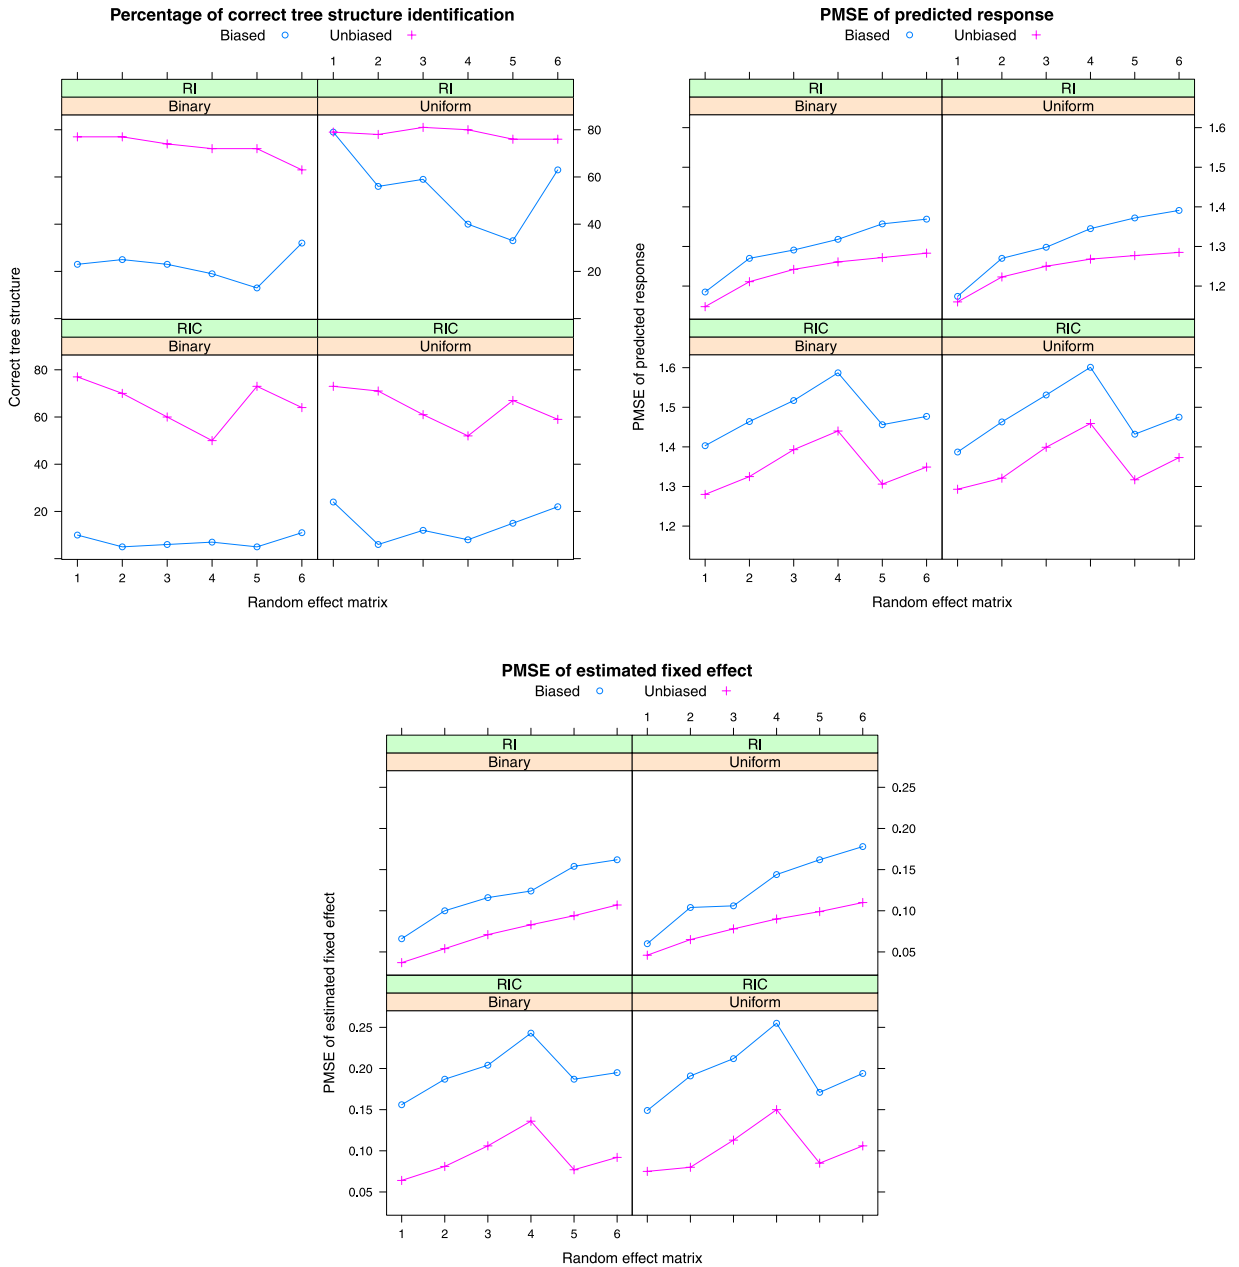 Percentage of correct tree structure identification
Biased Unbiased
1 2 3 4 5 6
RI RI
Binary Uniform
80
60
40
20
RIC RIC
Binary Uniform
80
60
40
20
1 2 3 4 5 6
Correct tree structure
Random effect matrix
PMSE of predicted response
Biased Unbiased
1 2 3 4 5 6
RI RI
Binary Uniform
1.6
1.5
1.4
1.3
1.2
RIC RIC
Binary Uniform
1.6
1.5
1.4
1.3
1.2
1 2 3 4 5 6
PMSE of predicted response
Random effect matrix
PMSE of estimated fixed effect
Biased Unbiased
1 2 3 4 5 6
RI RI
Binary Uniform
0.25
0.20
0.15
0.10
0.05
RIC RIC
Binary Uniform
0.25
0.20
0.15
0.10
0.05
1 2 3 4 5 6
PMSE of estimated fixed effect
Random effect matrix